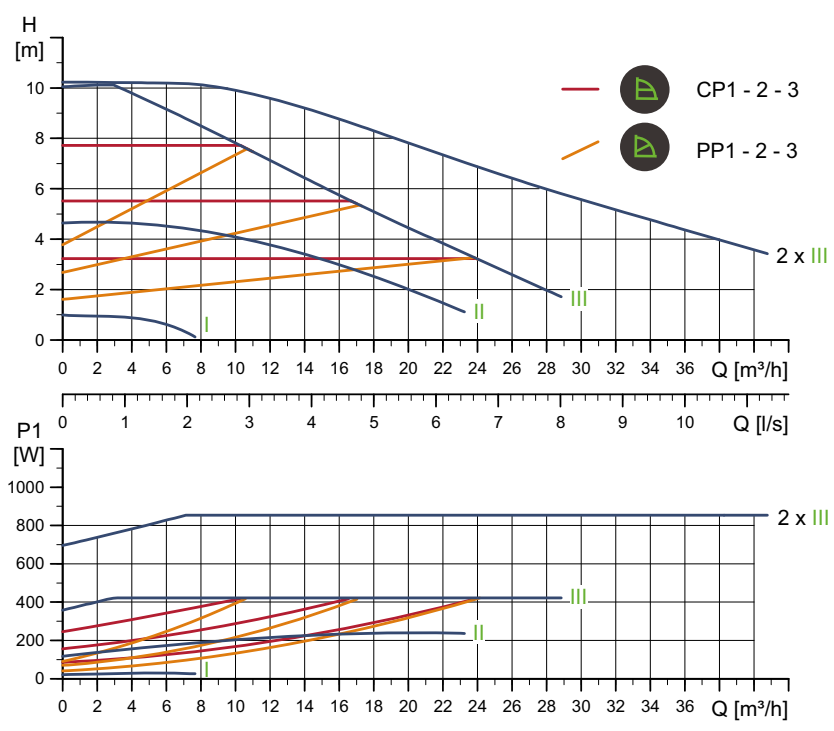 H
[m]
10
8
6
4
2
0
CP1 - 2 - 3
PP1 - 2 - 3
2 x III
III
II
I
0 2 4 6 8 10 12 14 16 18 20 22 24 26 28 30 32 34 36 Q [m³/h]
0 1 2 3 4 5 6 7 8 9 10 Q [l/s]
P1
[W]
1000
800
600
400
200
0
2 x III
III
II
I
0 2 4 6 8 10 12 14 16 18 20 22 24 26 28 30 32 34 36 Q [m³/h]